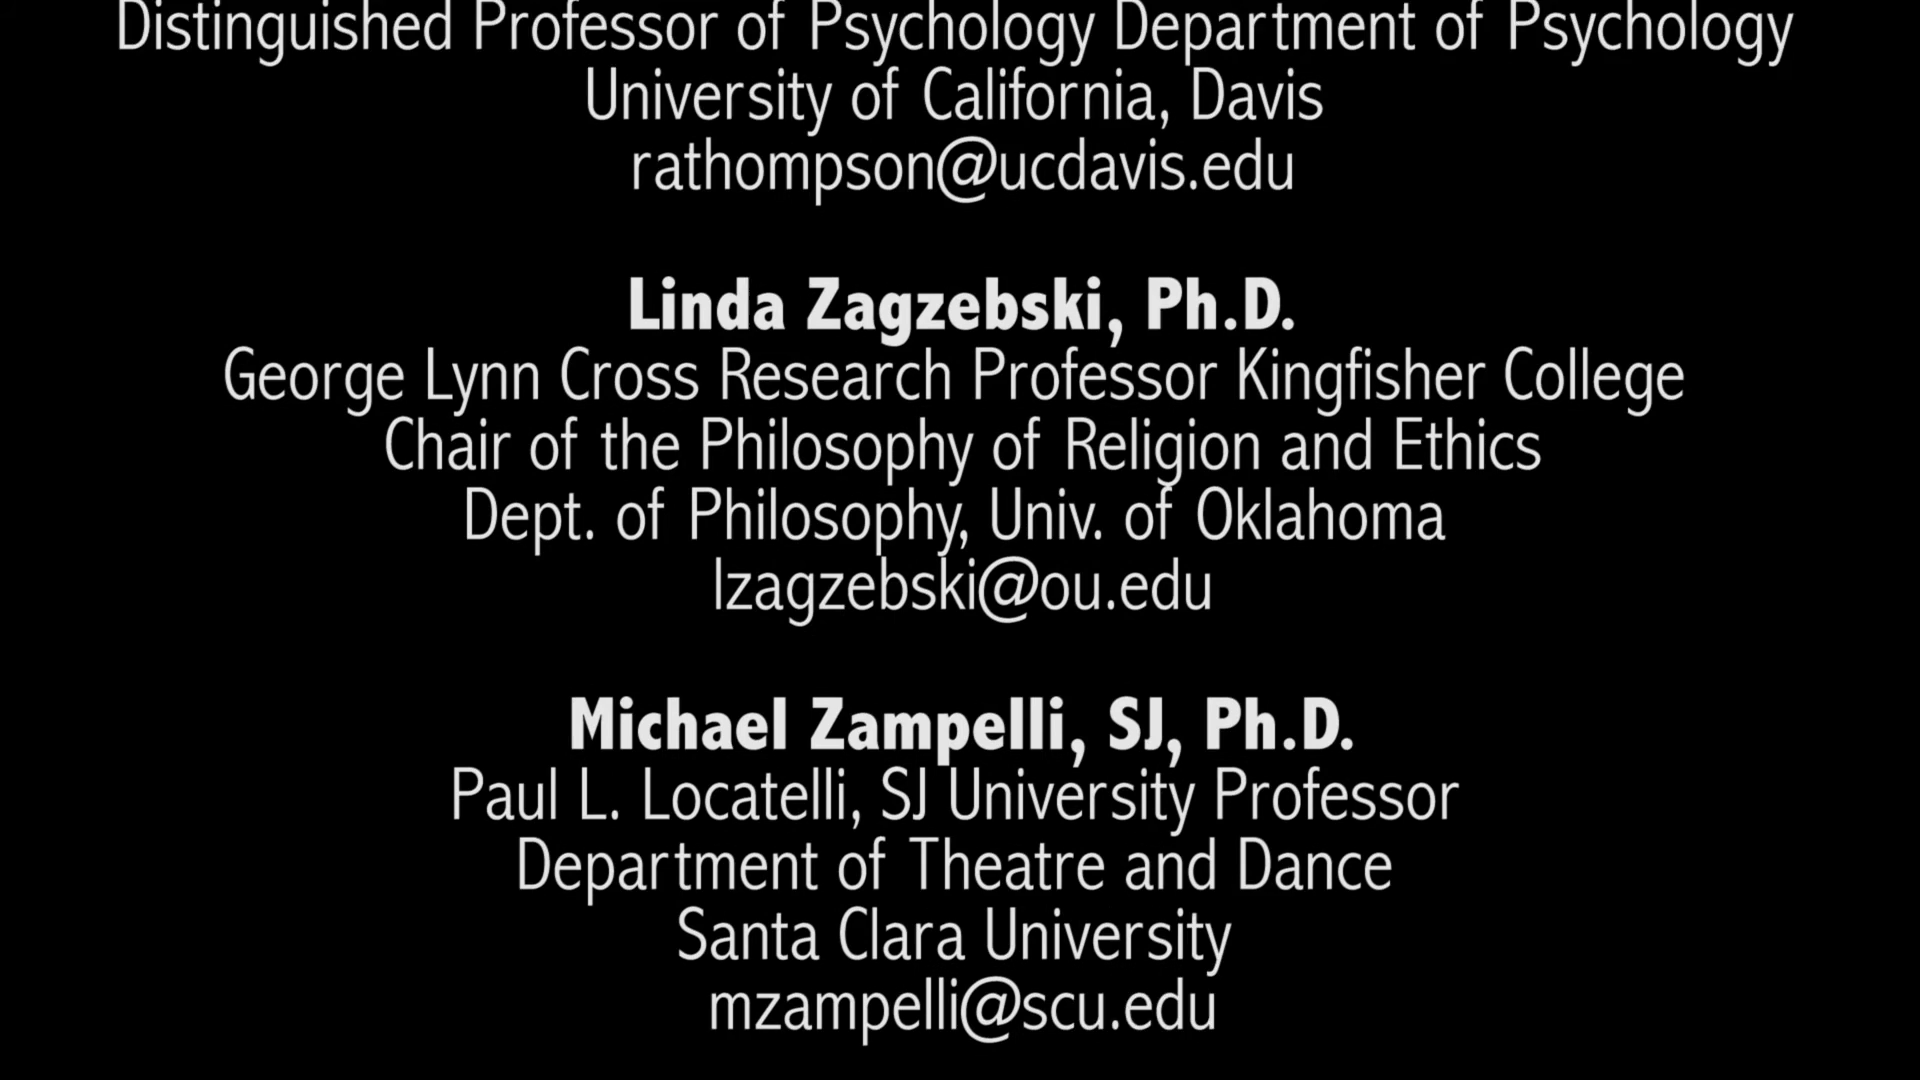 Distinguished Professor of Psychology Department of Psychology
University of California, Davis
rathompson@ucdavis.edu
Linda Zagzebski, Ph.D.
George Lynn Cross Research Professor Kingfisher College
Chair of the Philosophy of Religion and Ethics
Dept. of Philosophy, Univ. of Oklahoma
lzagzebski@ou.edu
Michael Zampelli, SJ, Ph.D.
Paul L. Locatelli, SJ University Professor
Department of Theatre and Dance
Santa Clara University
mzampelli@scu.edu